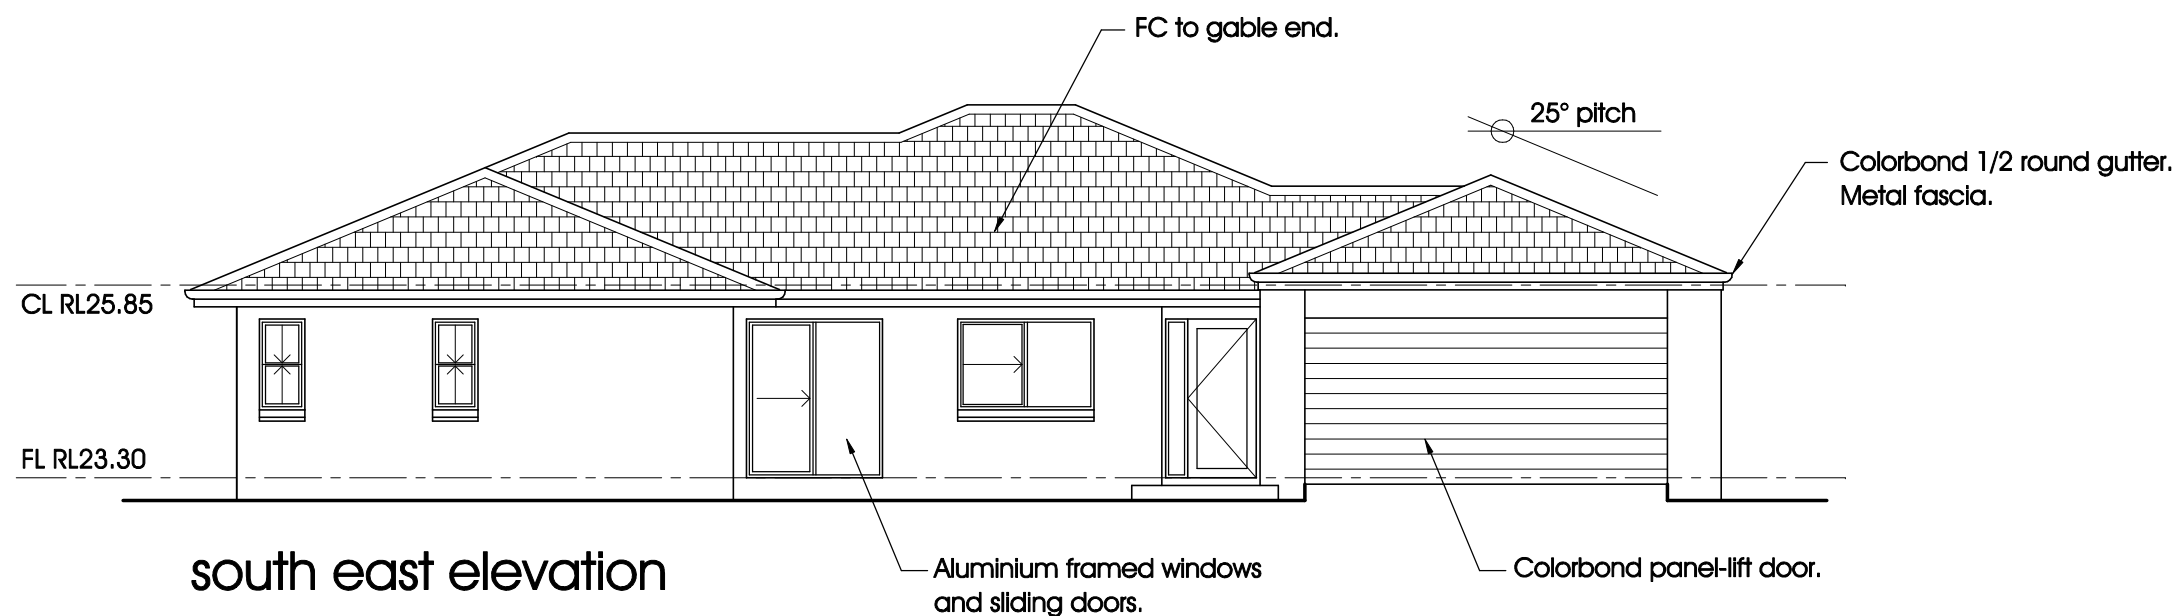 FC to gable end.
25° pitch
Colorbond 1/2 round gutter.
Metal fascia.
CL RL25.85
FL RL23.30
south east elevation
Aluminium framed windows
and sliding doors.
Colorbond panel-lift door.